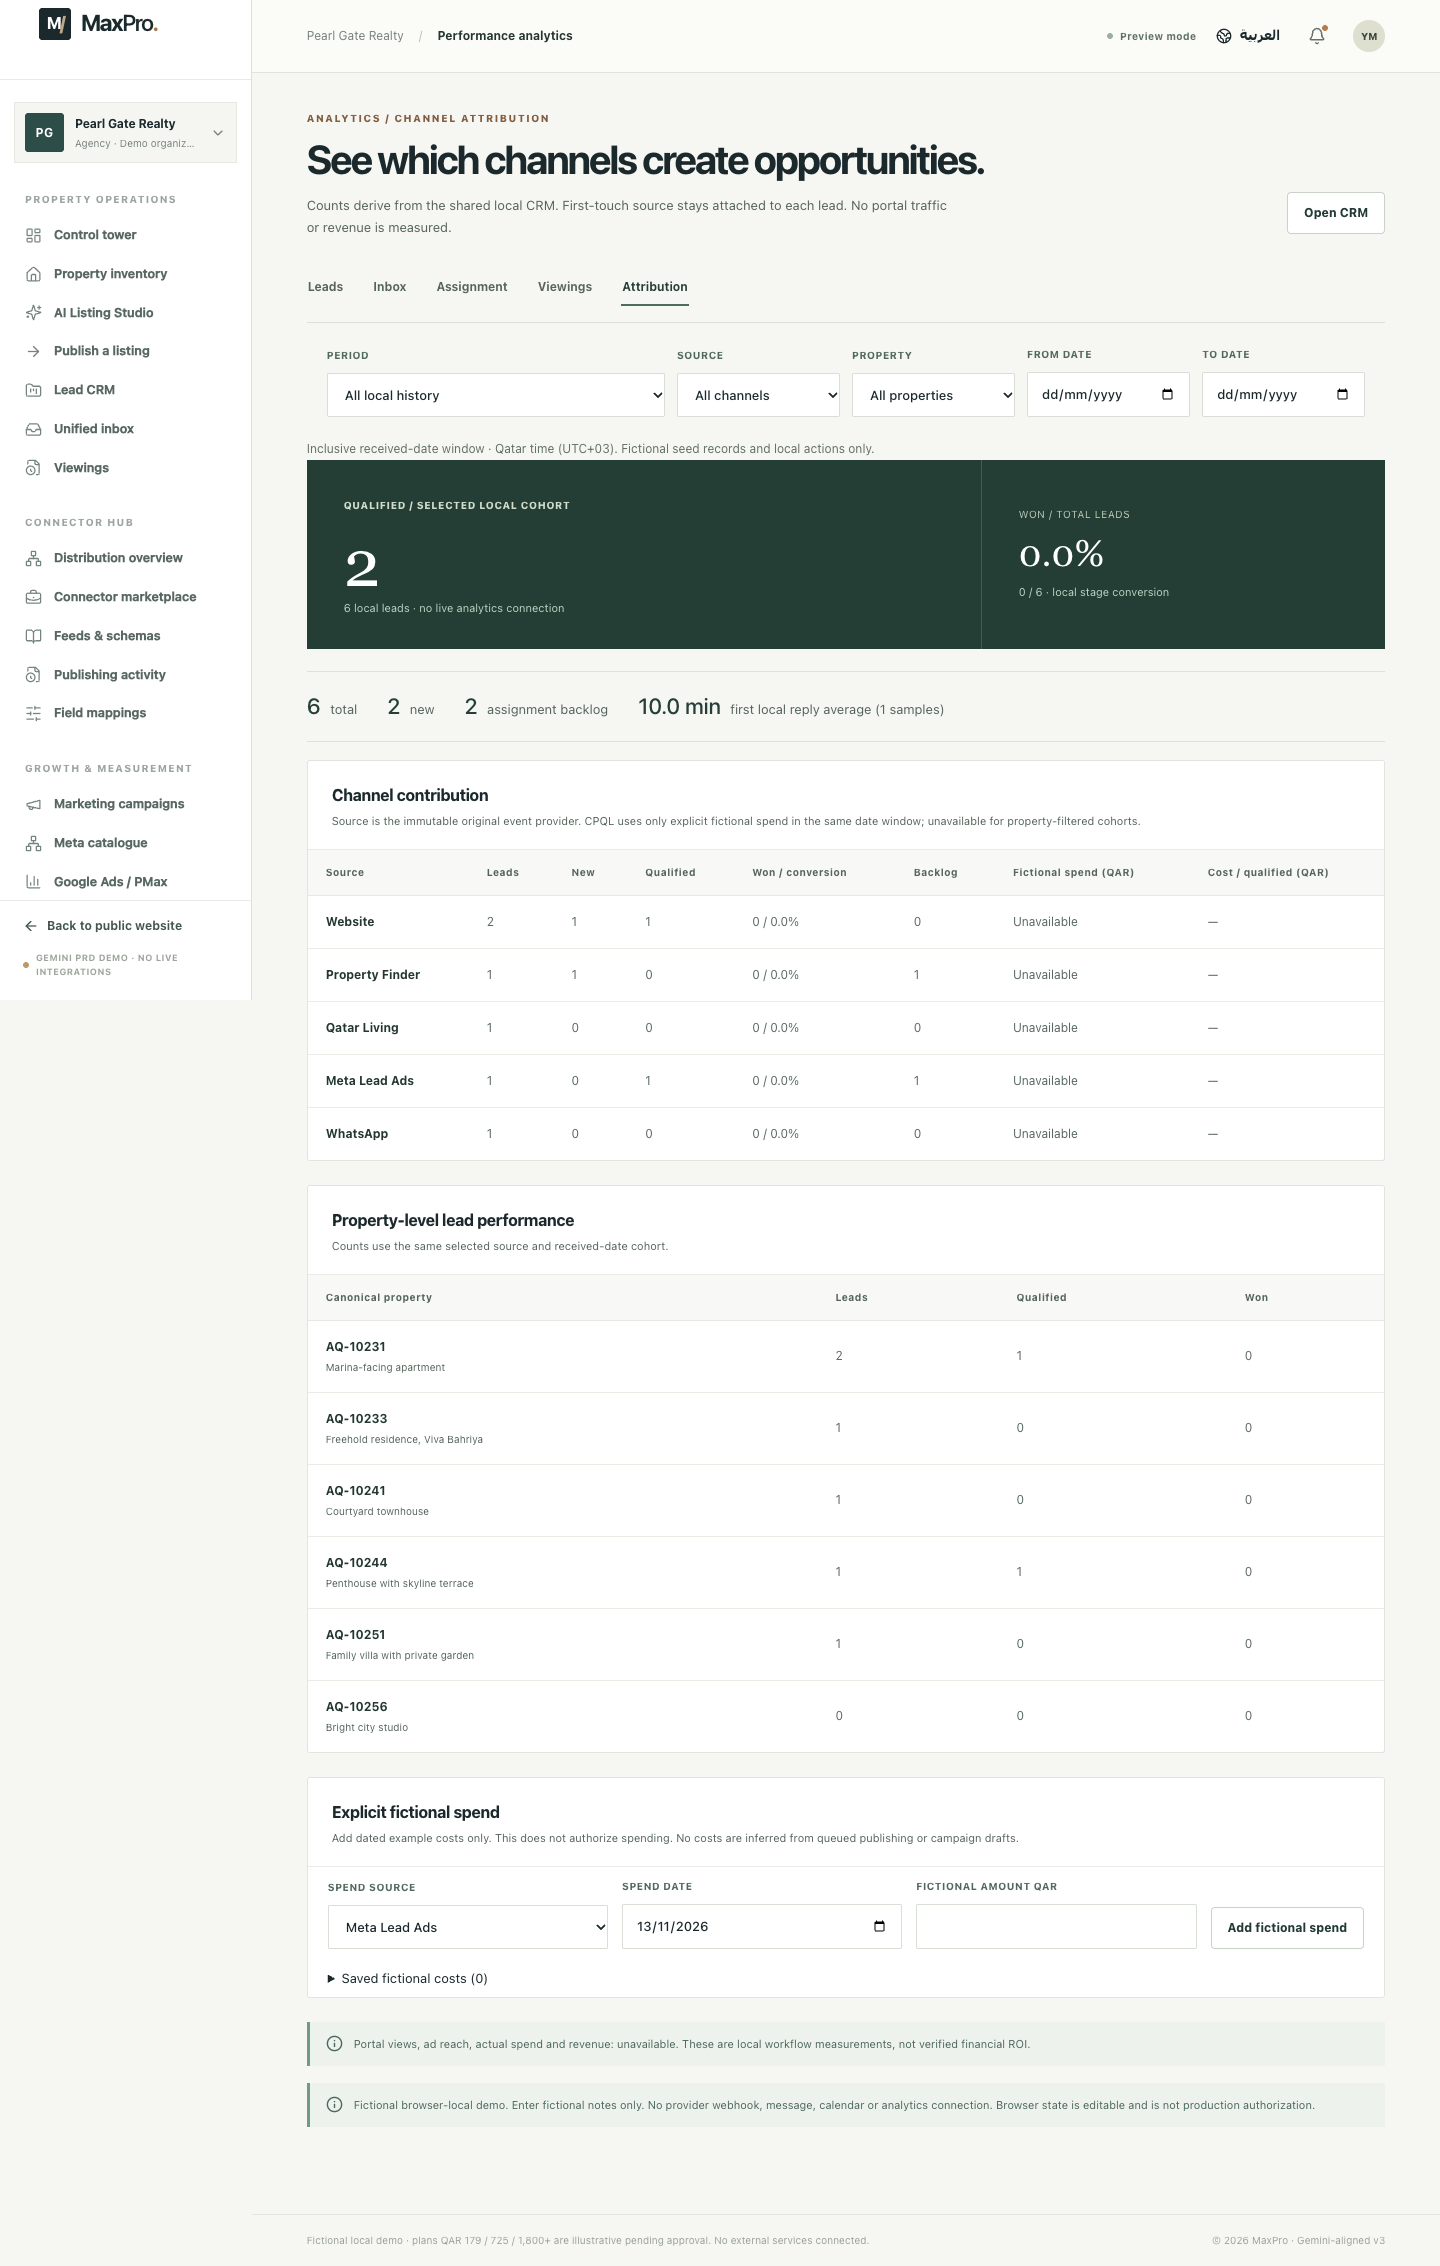 M/ MaxPro.
PG
Pearl Gate Realty
Agency · Demo organiz...
PROPERTY OPERATIONS
Control tower
Property inventory
AI Listing Studio
Publish a listing
Lead CRM
Unified inbox
Viewings
CONNECTOR HUB
Distribution overview
Connector marketplace
Feeds & schemas
Publishing activity
Field mappings
GROWTH & MEASUREMENT
Marketing campaigns
Meta catalogue
Google Ads / PMax
Back to public website
GEMINI PRD DEMO · NO LIVE
INTEGRATIONS
Pearl Gate Realty / Performance analytics
Preview mode
العربية
YM
ANALYTICS / CHANNEL ATTRIBUTION
See which channels create opportunities.
Counts derive from the shared local CRM. First-touch source stays attached to each lead. No portal traffic
or revenue is measured.
Open CRM
Leads Inbox Assignment Viewings Attribution
PERIOD SOURCE PROPERTY FROM DATE TO DATE
All local history All channels All properties dd/mm/yyyy dd/mm/yyyy
Inclusive received-date window · Qatar time (UTC+03). Fictional seed records and local actions only.
QUALIFIED / SELECTED LOCAL COHORT
2
6 local leads · no live analytics connection
WON / TOTAL LEADS
0.0%
0 / 6 · local stage conversion
6 total 2 new 2 assignment backlog 10.0 min first local reply average (1 samples)
Channel contribution
Source is the immutable original event provider. CPQL uses only explicit fictional spend in the same date window; unavailable for property-filtered cohorts.
Source Leads New Qualified Won / conversion Backlog Fictional spend (QAR) Cost / qualified (QAR)
Website 2 1 1 0 / 0.0% 0 Unavailable —
Property Finder 1 1 0 0 / 0.0% 1 Unavailable —
Qatar Living 1 0 0 0 / 0.0% 0 Unavailable —
Meta Lead Ads 1 0 1 0 / 0.0% 1 Unavailable —
WhatsApp 1 0 0 0 / 0.0% 0 Unavailable —
Property-level lead performance
Counts use the same selected source and received-date cohort.
Canonical property Leads Qualified Won
AQ-10231 2 1 0
Marina-facing apartment
AQ-10233 1 0 0
Freehold residence, Viva Bahriya
AQ-10241 1 0 0
Courtyard townhouse
AQ-10244 1 1 0
Penthouse with skyline terrace
AQ-10251 1 0 0
Family villa with private garden
AQ-10256 0 0 0
Bright city studio
Explicit fictional spend
Add dated example costs only. This does not authorize spending. No costs are inferred from queued publishing or campaign drafts.
SPEND SOURCE SPEND DATE FICTIONAL AMOUNT QAR
Meta Lead Ads 13/11/2026 Add fictional spend
Saved fictional costs (0)
Portal views, ad reach, actual spend and revenue: unavailable. These are local workflow measurements, not verified financial ROI.
Fictional browser-local demo. Enter fictional notes only. No provider webhook, message, calendar or analytics connection. Browser state is editable and is not production authorization.
Fictional local demo · plans QAR 179 / 725 / 1,800+ are illustrative pending approval. No external services connected.
© 2026 MaxPro · Gemini-aligned v3